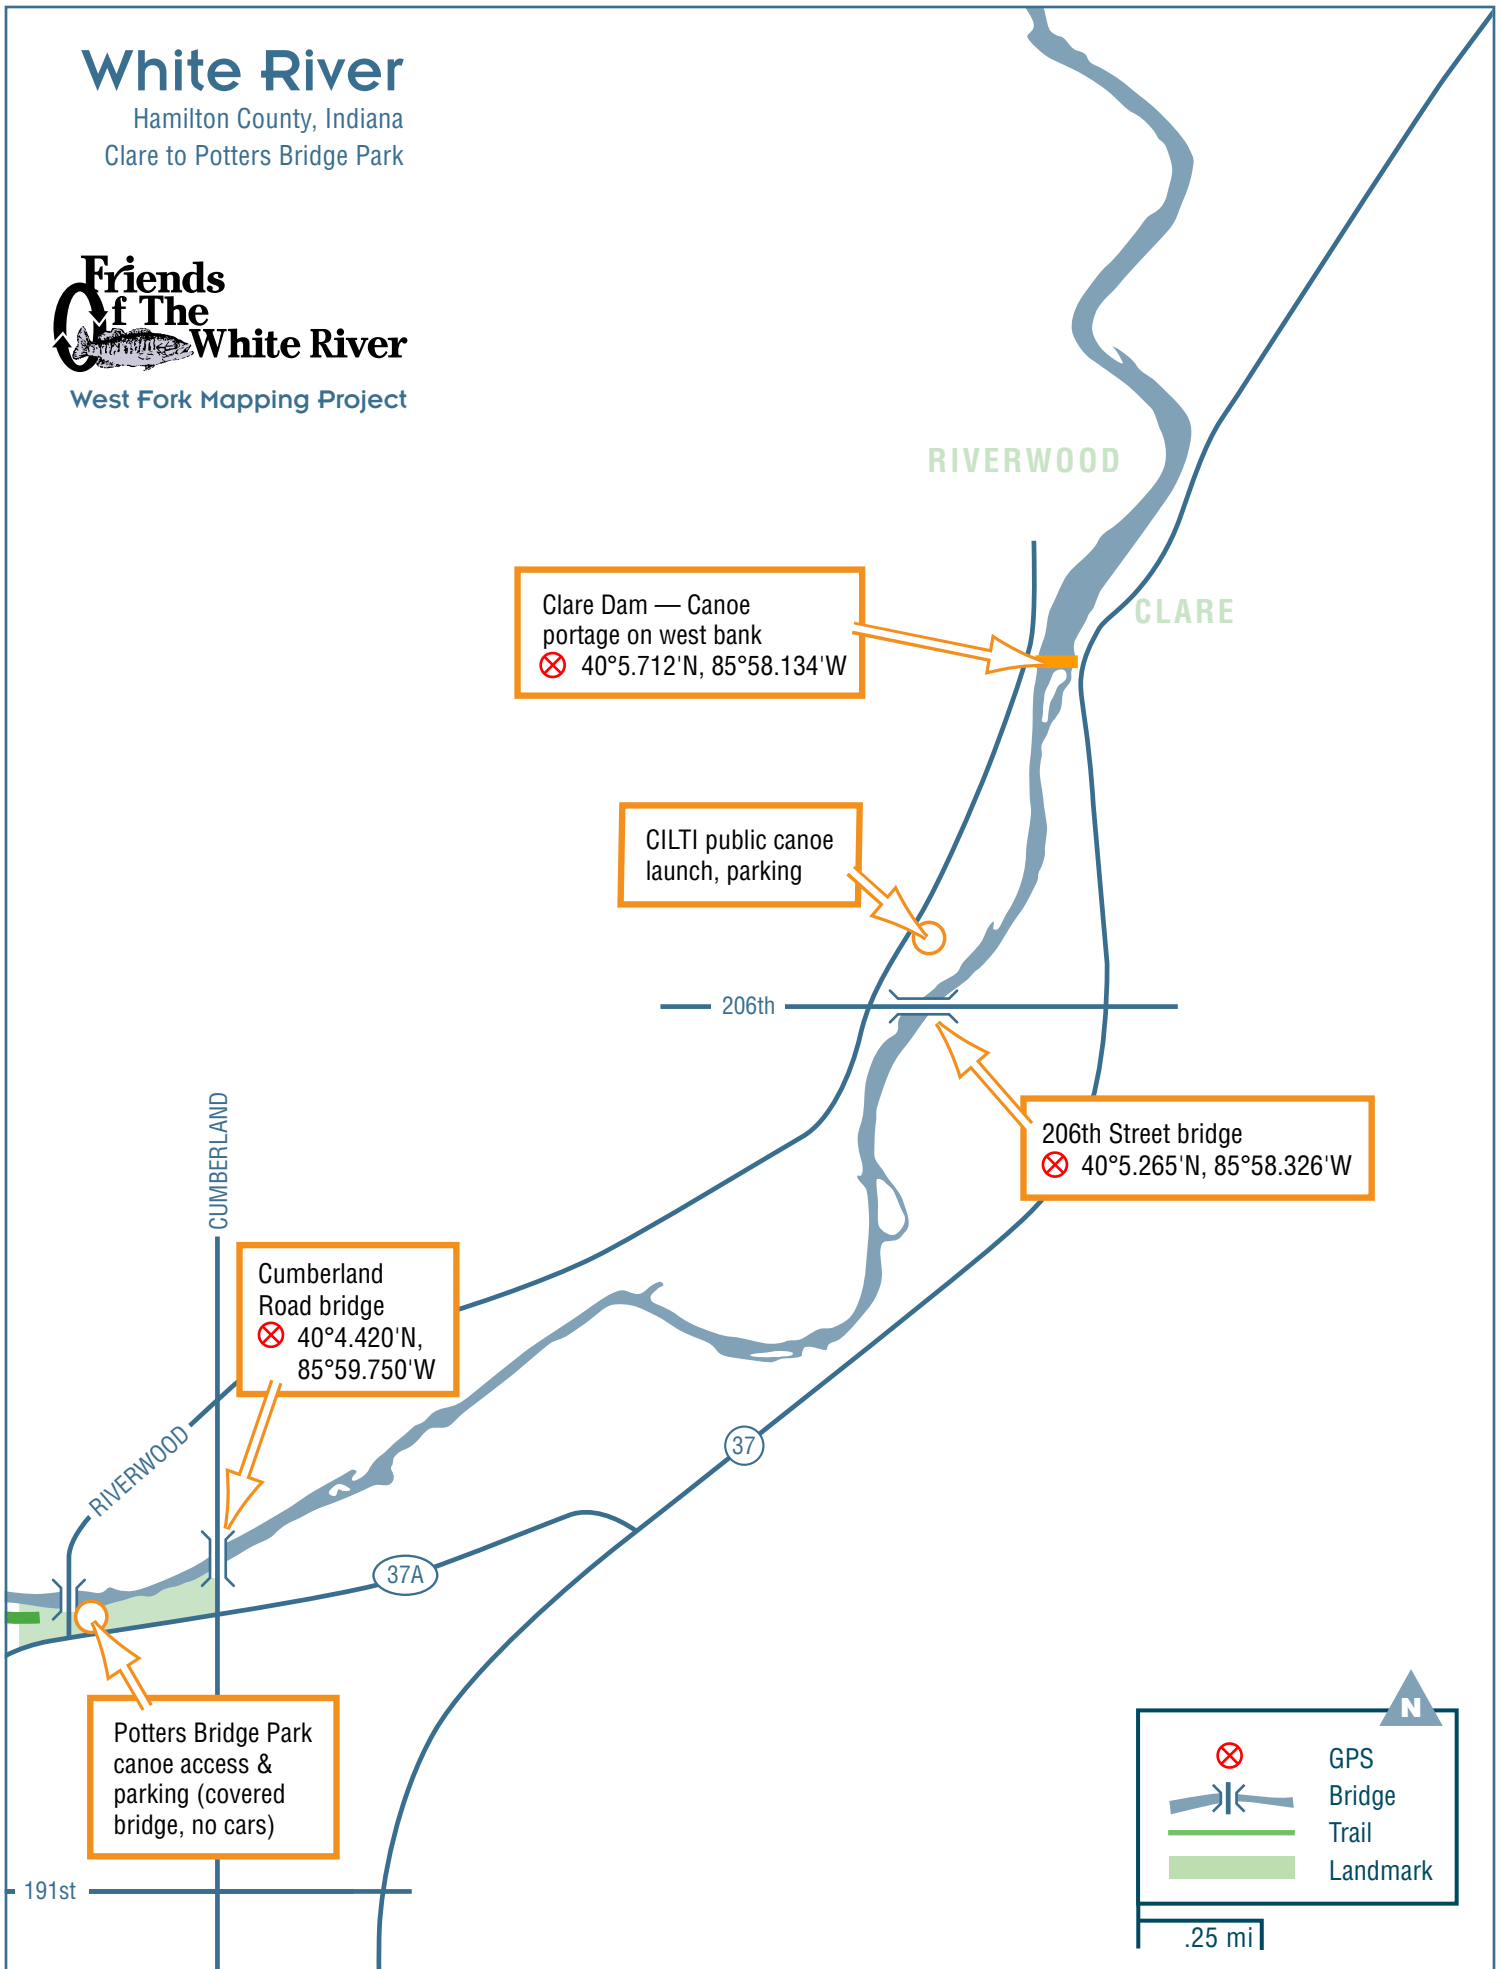 White River
Hamilton County, Indiana
Clare to Potters Bridge Park
Friends
Of The
White River
West Fork Mapping Project
RIVERWOOD
Clare Dam — Canoe
portage on west bank
40°5.712'N, 85°58.134'W
CLARE
CILTI public canoe
launch, parking
206th
206th Street bridge
40°5.265'N, 85°58.326'W
CUMBERLAND
Cumberland
Road bridge
40°4.420'N,
85°59.750'W
RIVERWOOD
37
37A
Potters Bridge Park
canoe access &
parking (covered
bridge, no cars)
191st
N
GPS
Bridge
Trail
Landmark
.25 mi